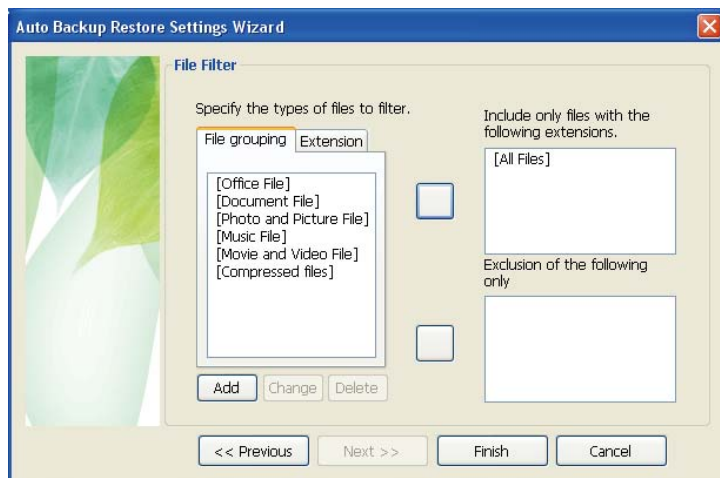 Auto Backup Restore Settings Wizard
File Filter
Specify the types of files to filter.
File grouping
Extension
[Office File]
[Document File]
[Photo and Picture File]
[Music File]
[Movie and Video File]
[Compressed files]
Add
Change
Delete
Include only files with the
following extensions.
[All Files]
Exclusion of the following
only
<< Previous
Next >>
Finish
Cancel